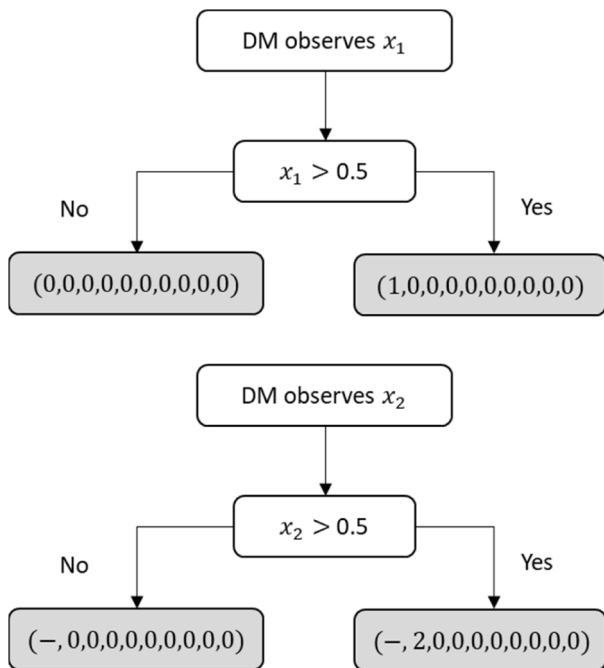 DM observes x₁
x₁ > 0.5
No
Yes
(0,0,0,0,0,0,0,0,0,0)
(1,0,0,0,0,0,0,0,0,0)
DM observes x₂
x₂ > 0.5
No
Yes
(−, 0,0,0,0,0,0,0,0,0)
(−, 2,0,0,0,0,0,0,0,0)